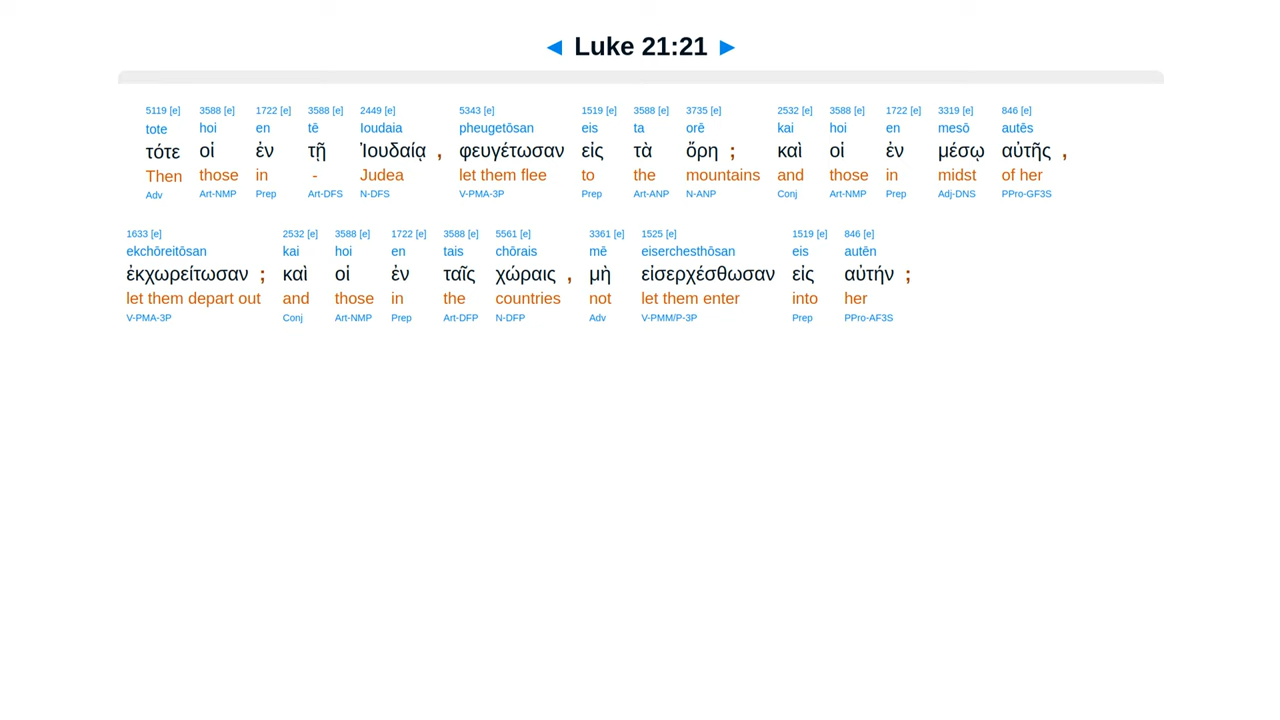 ◄ Luke 21:21 ►
5119 [e] 3588 [e] 1722 [e] 3588 [e] 2449 [e] 5343 [e] 1519 [e] 3588 [e] 3735 [e] 2532 [e] 3588 [e] 1722 [e] 3319 [e] 846 [e]
tote hoi en tē Ioudaia pheugetōsan eis ta orē kai hoi en mesō autēs
τότε οἱ ἐν τῇ Ἰουδαίᾳ , φευγέτωσαν εἰς τὰ ὄρη ; καὶ οἱ ἐν μέσῳ αὐτῆς ,
Then those in - Judea let them flee to the mountains and those in midst of her
Adv Art-NMP Prep Art-DFS N-DFS V-PMA-3P Prep Art-ANP N-ANP Conj Art-NMP Prep Adj-DNS PPro-GF3S
1633 [e] 2532 [e] 3588 [e] 1722 [e] 3588 [e] 5561 [e] 3361 [e] 1525 [e] 1519 [e] 846 [e]
ekchōreitōsan kai hoi en tais chōrais mē eiserchesthōsan eis autēn
ἐκχωρείτωσαν ; καὶ οἱ ἐν ταῖς χώραις , μὴ εἰσερχέσθωσαν εἰς αὐτήν ;
let them depart out and those in the countries not let them enter into her
V-PMA-3P Conj Art-NMP Prep Art-DFP N-DFP Adv V-PMM/P-3P Prep PPro-AF3S